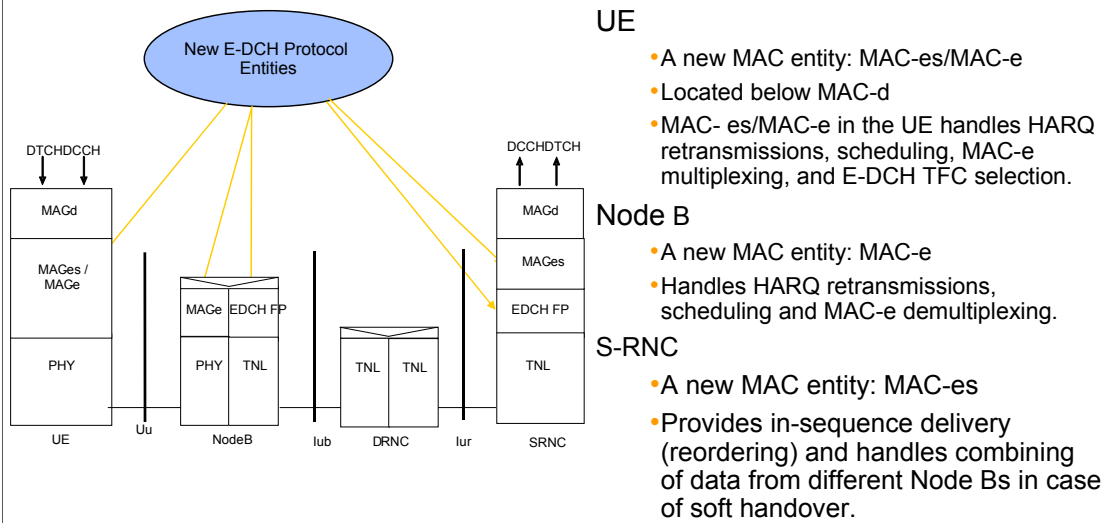 New E-DCH Protocol
Entities
DTCHDCCH
DCCHDTCH
MAGd
MAGes /
MAGe
PHY
UE
Uu
MAGe
EDCH FP
PHY
TNL
NodeB
Iub
TNL
TNL
DRNC
Iur
MAGd
MAGes
EDCH FP
TNL
SRNC
UE
•A new MAC entity: MAC-es/MAC-e
•Located below MAC-d
•MAC- es/MAC-e in the UE handles HARQ
retransmissions, scheduling, MAC-e
multiplexing, and E-DCH TFC selection.
Node B
•A new MAC entity: MAC-e
•Handles HARQ retransmissions,
scheduling and MAC-e demultiplexing.
S-RNC
•A new MAC entity: MAC-es
•Provides in-sequence delivery
(reordering) and handles combining
of data from different Node Bs in case
of soft handover.